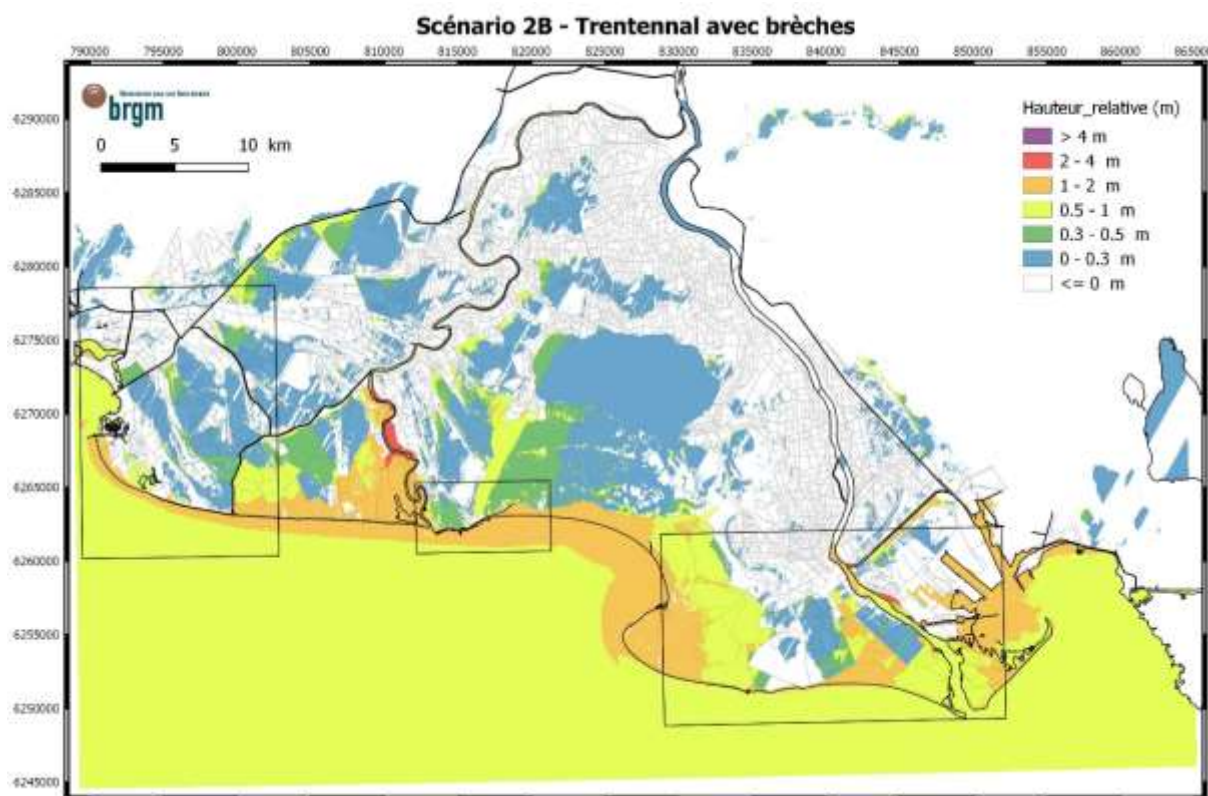 Scénario 2B - Trentennal avec brèches
790000 795000 800000 805000 810000 815000 820000 825000 830000 835000 840000 845000 850000 855000 860000 865000
brgm
0 5 10 km
Hauteur_relative (m)
> 4 m
2 - 4 m
1 - 2 m
0.5 - 1 m
0.3 - 0.5 m
0 - 0.3 m
<= 0 m
6290000
6285000
6280000
6275000
6270000
6265000
6260000
6255000
6250000
6245000